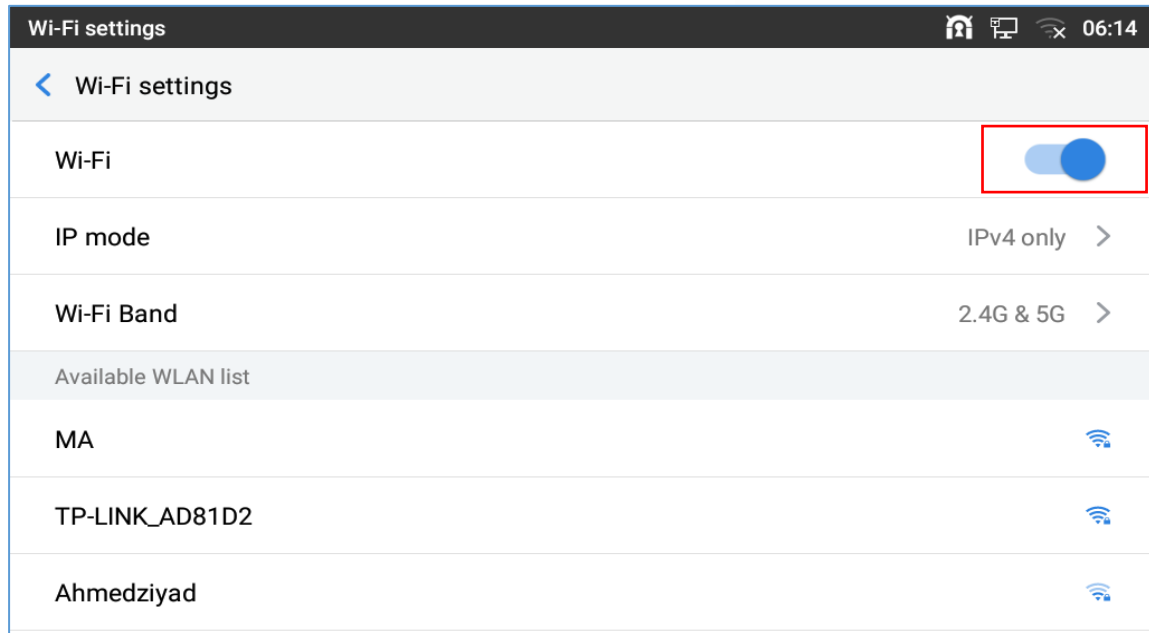 Wi-Fi settings 06:14
Wi-Fi settings
Wi-Fi
IP mode IPv4 only
Wi-Fi Band 2.4G & 5G
Available WLAN list
MA
TP-LINK_AD81D2
Ahmedziyad